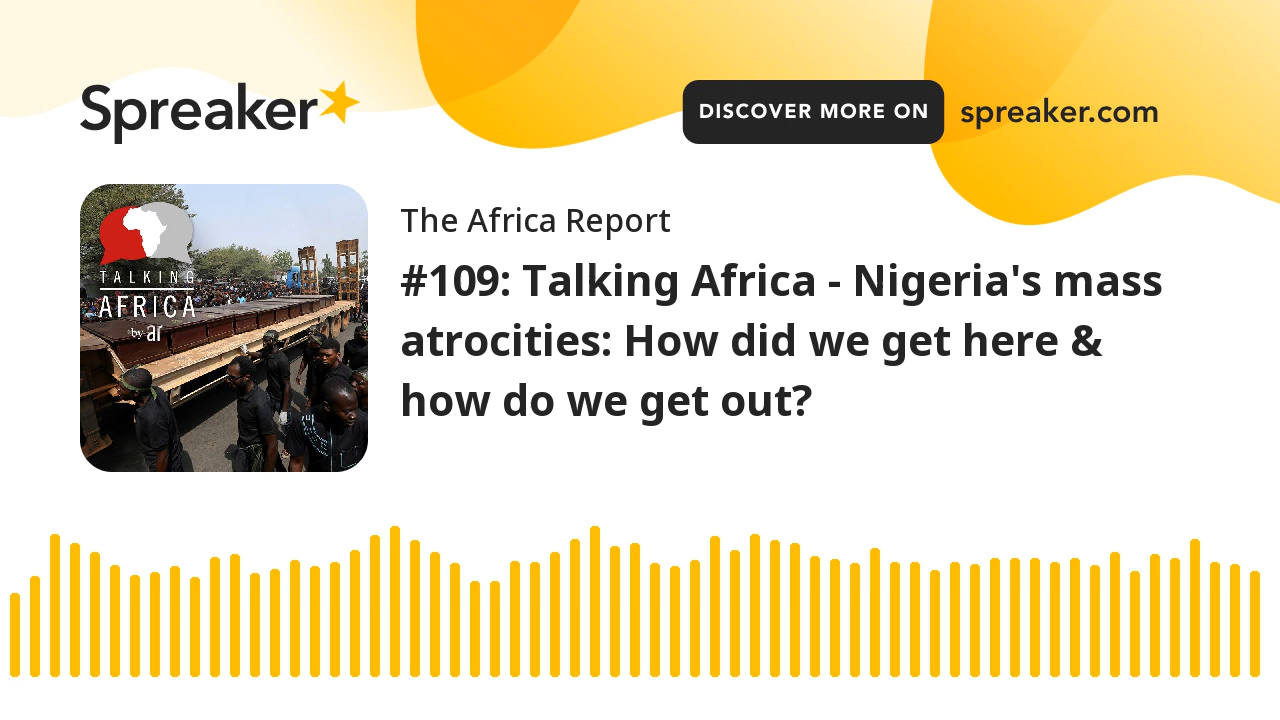 Spreaker
DISCOVER MORE ON spreaker.com
TALKING
AFRICA
by ar
The Africa Report
#109: Talking Africa - Nigeria's mass
atrocities: How did we get here &
how do we get out?